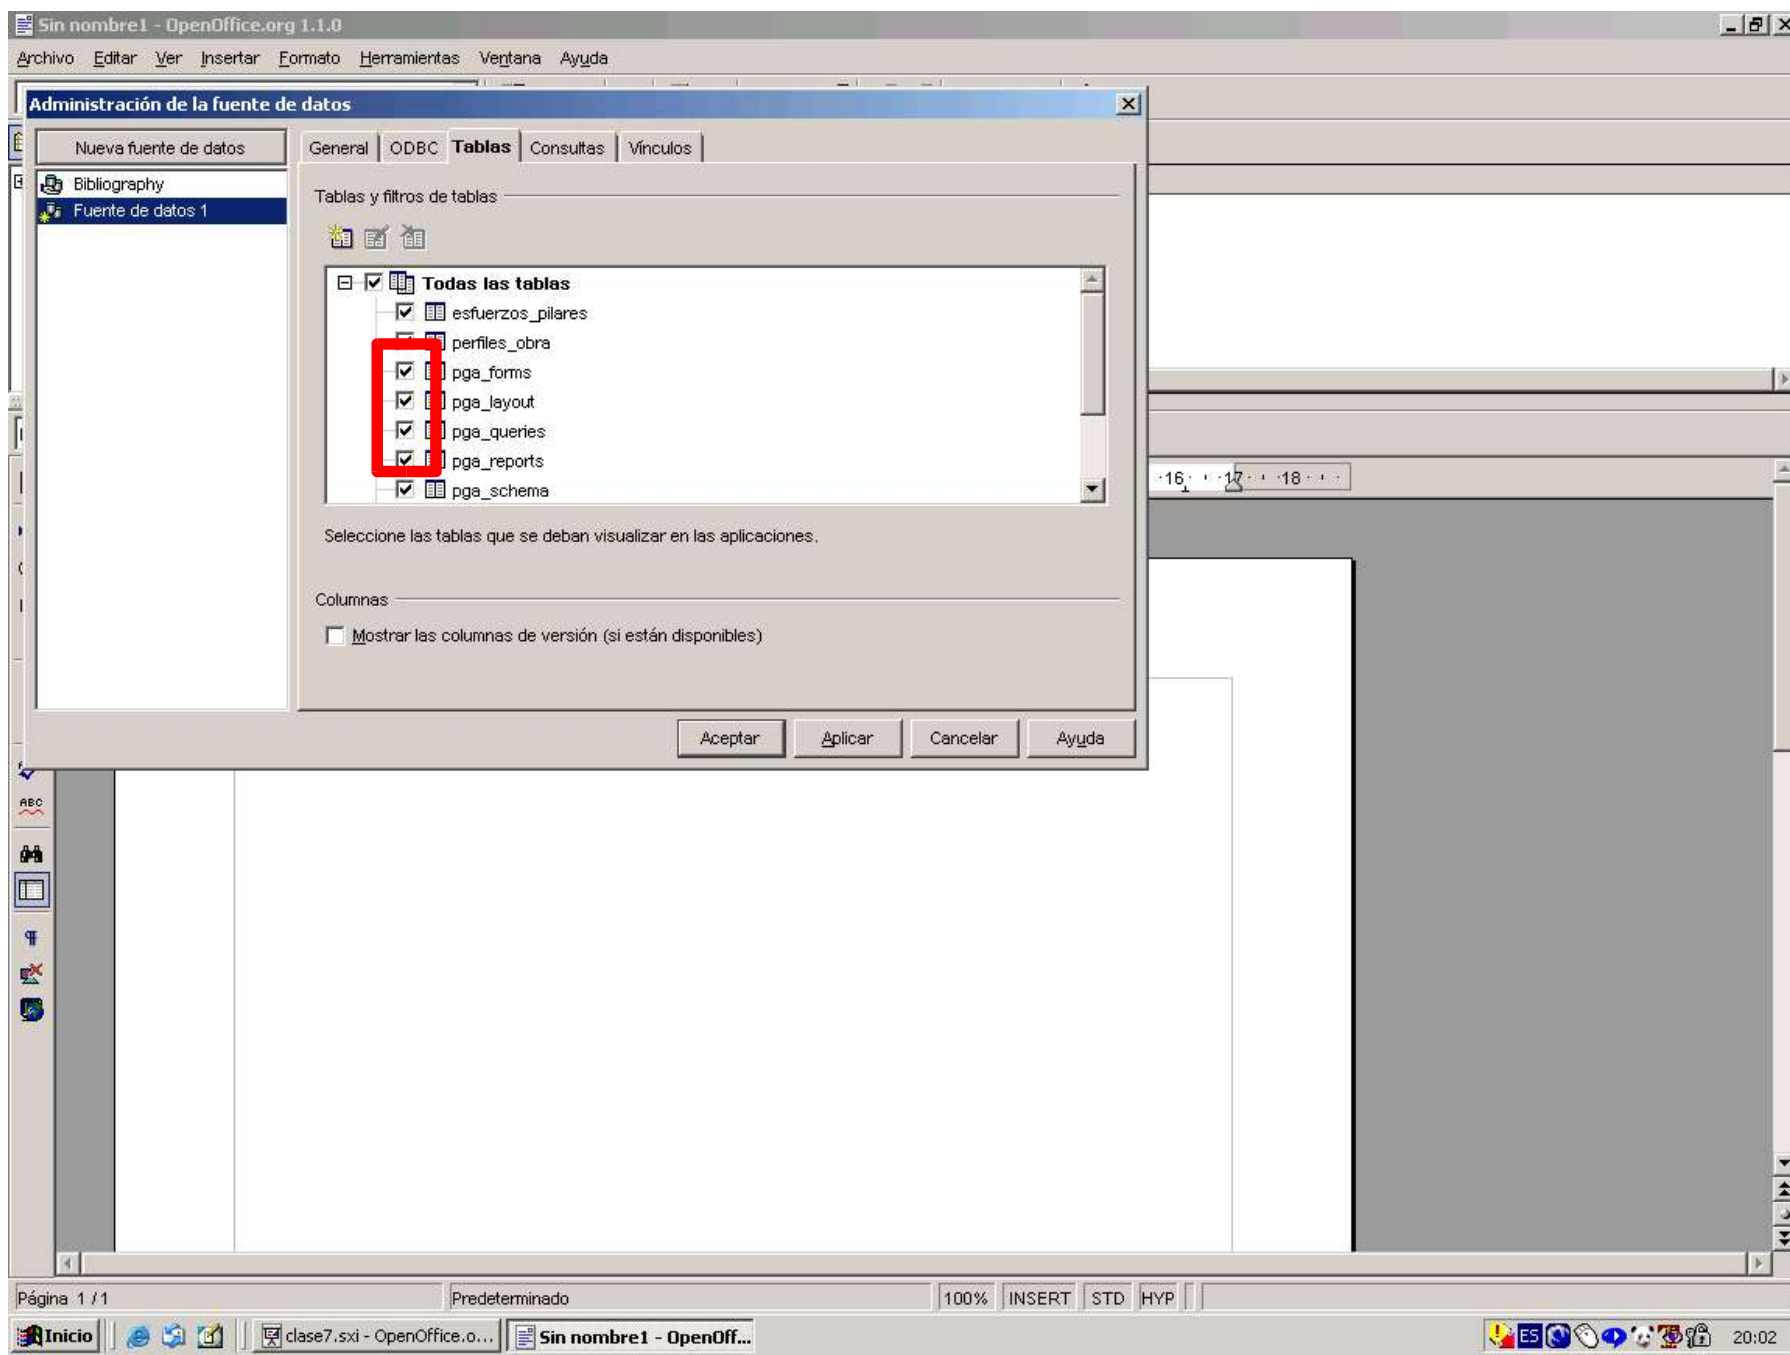 Sin nombre1 - OpenOffice.org 1.1.0
Archivo Editar Ver Insertar Formato Herramientas Ventana Ayuda
Administración de la fuente de datos
Nueva fuente de datos
General ODBC Tablas Consultas Vínculos
Bibliography
Fuente de datos 1
Tablas y filtros de tablas
Todas las tablas
esfuerzos_pilares
perfiles_obra
pga_forms
pga_layout
pga_queries
pga_reports
pga_schema
Seleccione las tablas que se deban visualizar en las aplicaciones.
Columnas
Mostrar las columnas de versión (si están disponibles)
Aceptar Aplicar Cancelar Ayuda
16 17 18
ABC
Página 1 / 1 Predeterminado 100% INSERT STD HYP
Inicio clase7.sxi - OpenOffice.o... Sin nombre1 - OpenOff... ES 20:02